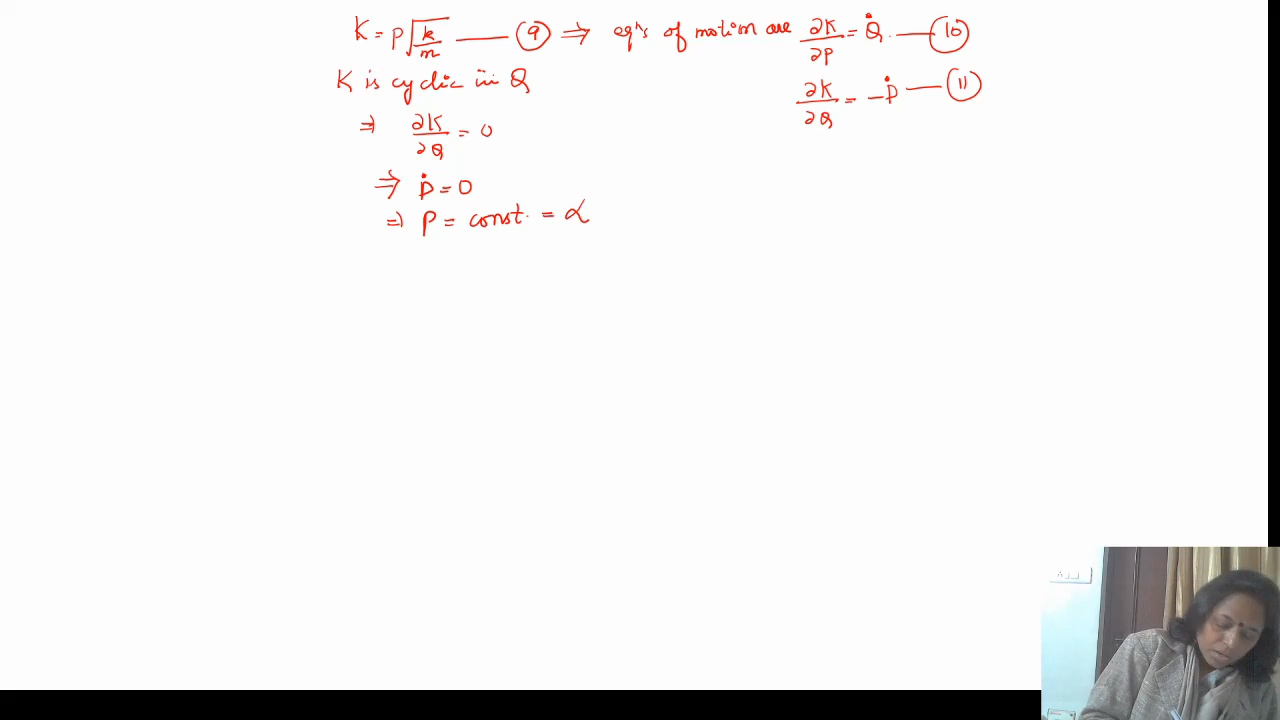 K = P√(k/m) —— (9) ⇒ eqⁿs of motion are ∂K/∂P = Q̇ —— (10)
K is cyclic in Q
∂K/∂Q = −Ṗ —— (11)
⇒ ∂K/∂Q = 0
⇒ Ṗ = 0
⇒ P = const. = α